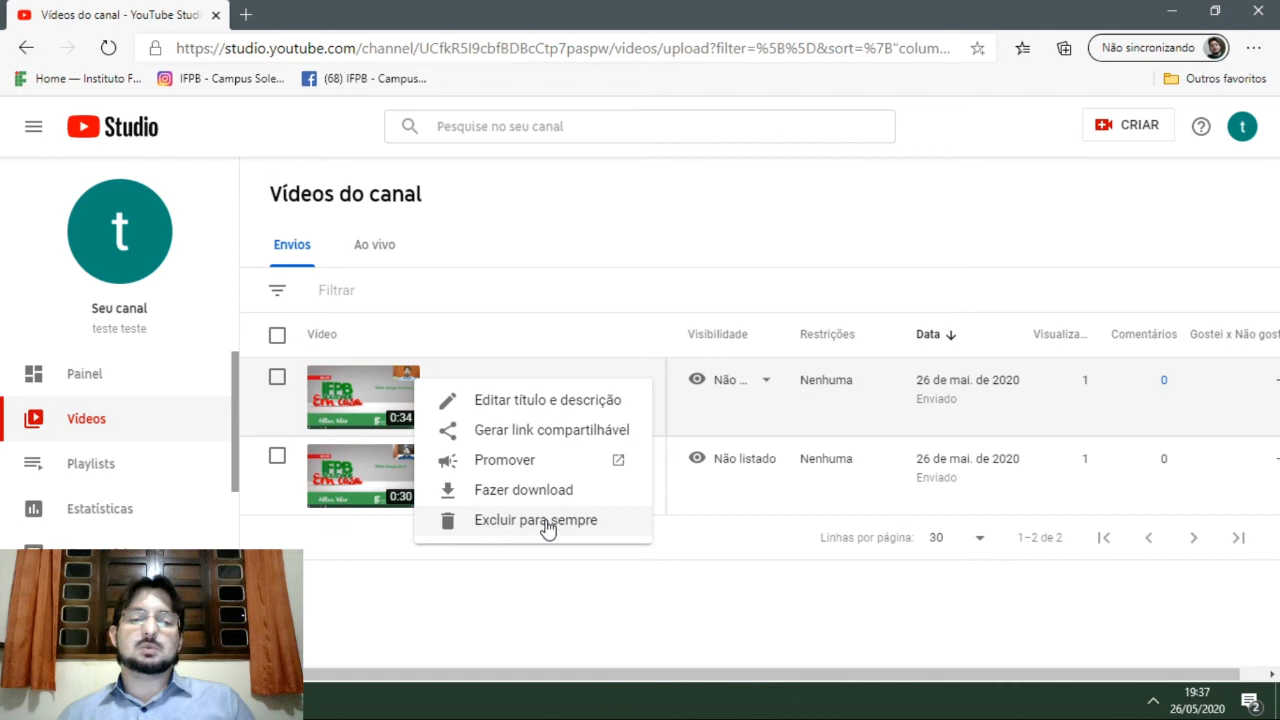 Vídeos do canal - YouTube Stud
https://studio.youtube.com/channel/UCfkR5I9cbfBDBcCtp7paspw/videos/upload?filter=%5B%5D&sort=%7B"colum...
Não sincronizando
Home — Instituto F...
IFPB - Campus Sole...
(68) IFPB - Campus...
Outros favoritos
Studio
Pesquise no seu canal
CRIAR
t
t
Seu canal
teste teste
Painel
Vídeos
Playlists
Estatísticas
Vídeos do canal
Envios
Ao vivo
Filtrar
Vídeo
Visibilidade
Restrições
Data
Visualiza...
Comentários
Gostei x Não gost
IFPB
0:34
Não ...
Nenhuma
26 de mai. de 2020
Enviado
1
0
Editar título e descrição
Gerar link compartilhável
Promover
Fazer download
Excluir para sempre
IFPB
0:30
Não listado
Nenhuma
26 de mai. de 2020
Enviado
1
0
Linhas por página:
30
1–2 de 2
19:37
26/05/2020
2